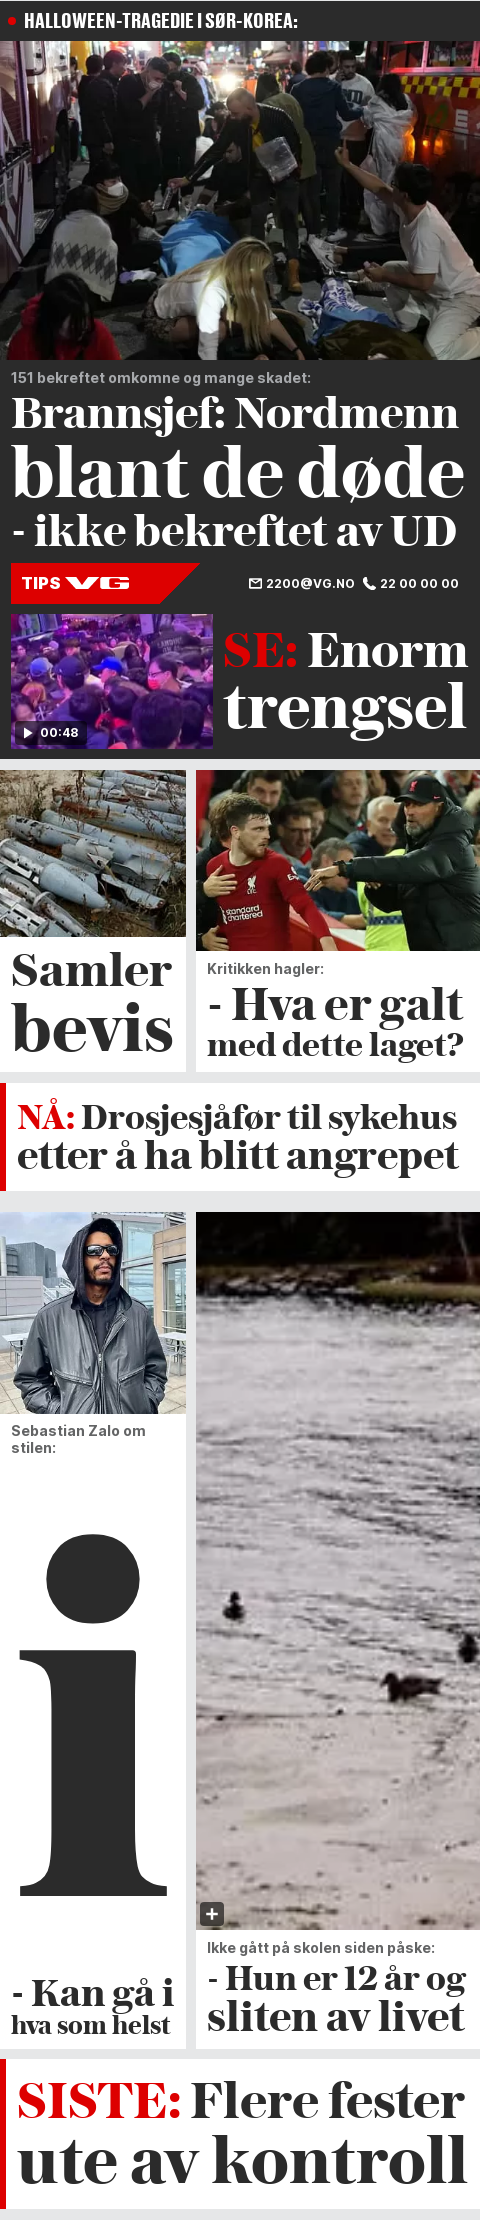 HALLOWEEN-TRAGEDIE I SØR-KOREA:
151 bekreftet omkomne og mange skadet:
Brannsjef: Nordmenn
blant de døde
- ikke bekreftet av UD
TIPS VG
2200@VG.NO 22 00 00 00
00:48
SE: Enorm
trengsel
Samler
bevis
standard
chartered
Kritikken hagler:
- Hva er galt
med dette laget?
NÅ: Drosjesjåfør til sykehus
etter å ha blitt angrepet
Sebastian Zalo om
stilen:
i
- Kan gå i
hva som helst
Ikke gått på skolen siden påske:
- Hun er 12 år og
sliten av livet
SISTE: Flere fester
ute av kontroll